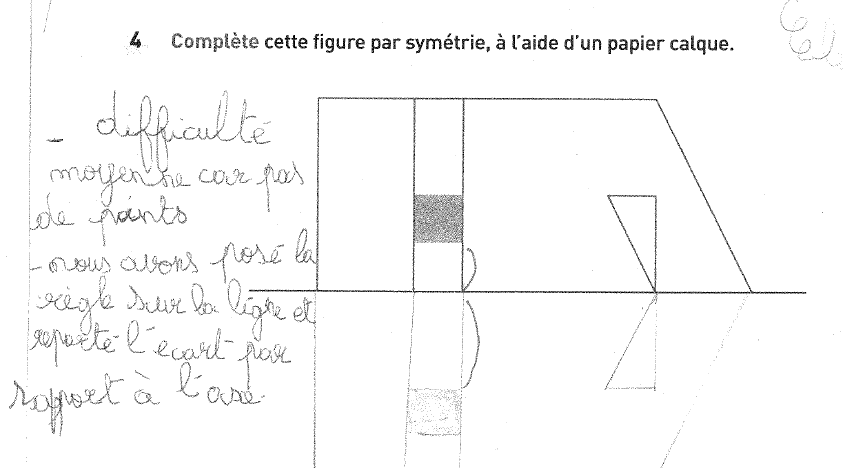 4 Complète cette figure par symétrie, à l'aide d'un papier calque.
- difficulté
moyenne car pas
de points
- nous avons posé la
règle sur la ligne et
reporté l'écart par
rapport à l'axe.